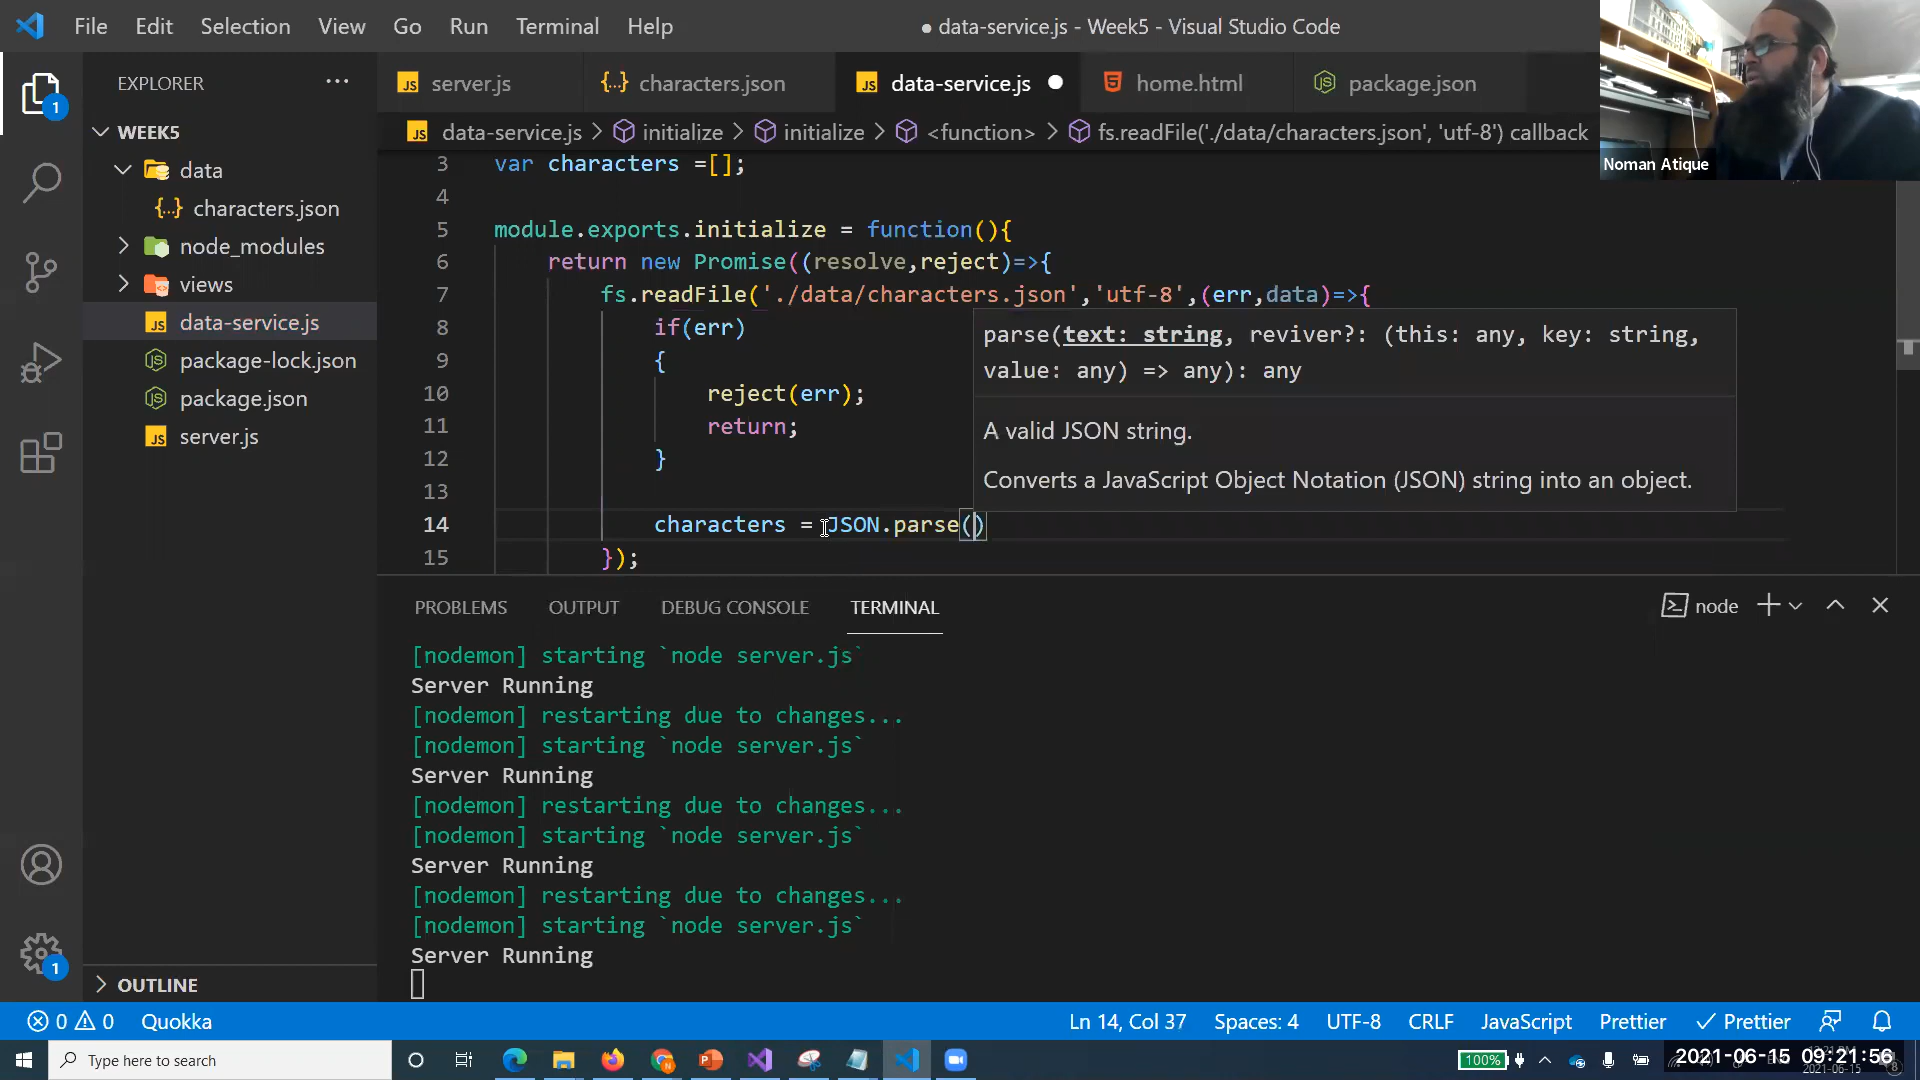 File Edit Selection View Go Run Terminal Help
● data-service.js - Week5 - Visual Studio Code
Noman Atique
EXPLORER ···
WEEK5
data
characters.json
node_modules
views
data-service.js
package-lock.json
package.json
server.js
OUTLINE
server.js characters.json data-service.js home.html package.json
data-service.js > initialize > initialize > <function> > fs.readFile('./data/characters.json', 'utf-8') callback
3 var characters =[];
4
5 module.exports.initialize = function(){
6 return new Promise((resolve,reject)=>{
7 fs.readFile('./data/characters.json','utf-8',(err,data)=>{
8 if(err)
9 {
10 reject(err);
11 return;
12 }
13
14 characters = JSON.parse()
15 });
parse(text: string, reviver?: (this: any, key: string,
value: any) => any): any
A valid JSON string.
Converts a JavaScript Object Notation (JSON) string into an object.
PROBLEMS OUTPUT DEBUG CONSOLE TERMINAL
node
[nodemon] starting `node server.js`
Server Running
[nodemon] restarting due to changes...
[nodemon] starting `node server.js`
Server Running
[nodemon] restarting due to changes...
[nodemon] starting `node server.js`
Server Running
[nodemon] restarting due to changes...
[nodemon] starting `node server.js`
Server Running
1
1
0 0 Quokka
Ln 14, Col 37 Spaces: 4 UTF-8 CRLF JavaScript Prettier Prettier
Type here to search
100%
2021-06-15 09:21:56
2021-06-15